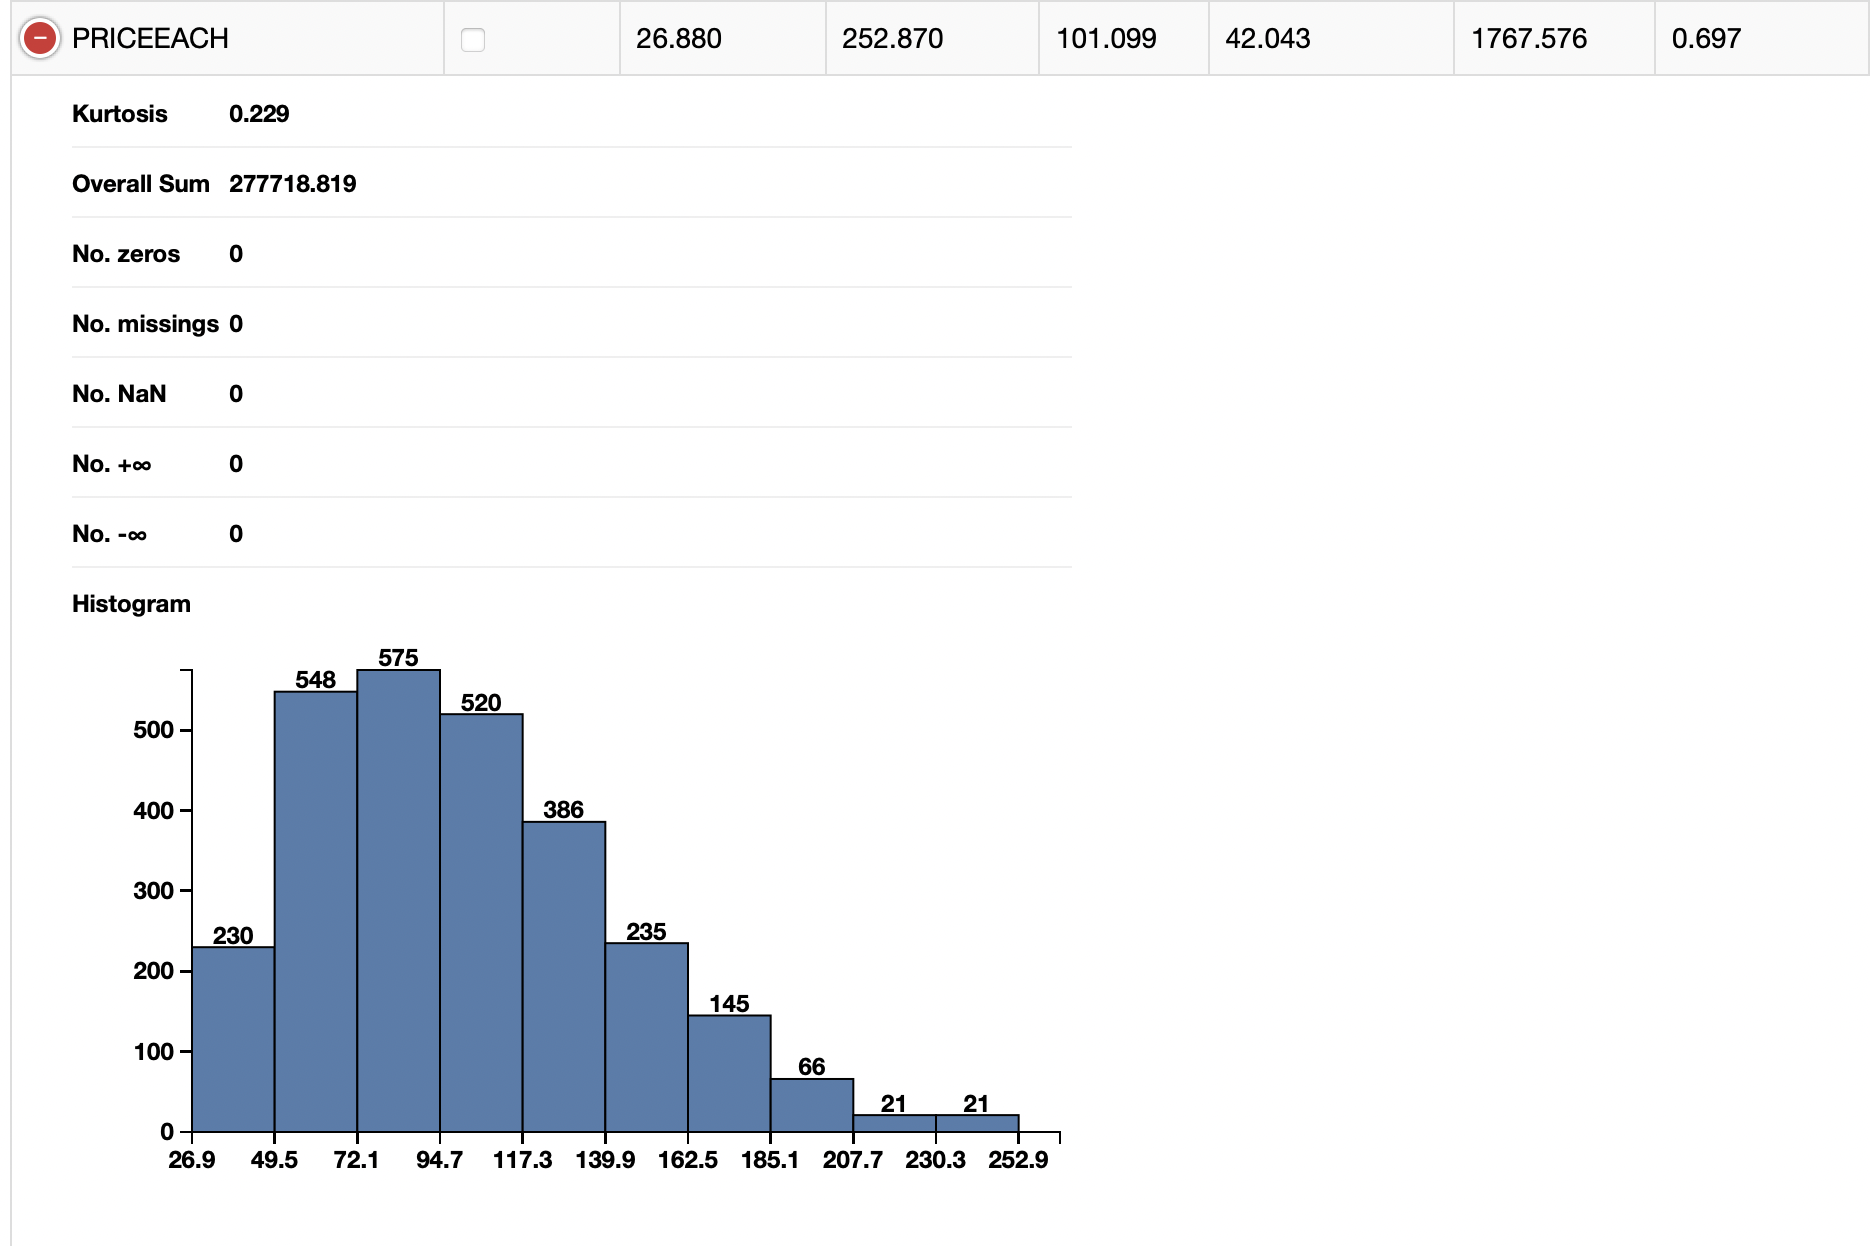 PRICEEACH 26.880 252.870 101.099 42.043 1767.576 0.697
Kurtosis 0.229
Overall Sum 277718.819
No. zeros 0
No. missings 0
No. NaN 0
No. +∞ 0
No. -∞ 0
Histogram
575
548
520
500
386
400
300
235
230
200
145
100
66
21 21
0
26.9 49.5 72.1 94.7 117.3 139.9 162.5 185.1 207.7 230.3 252.9